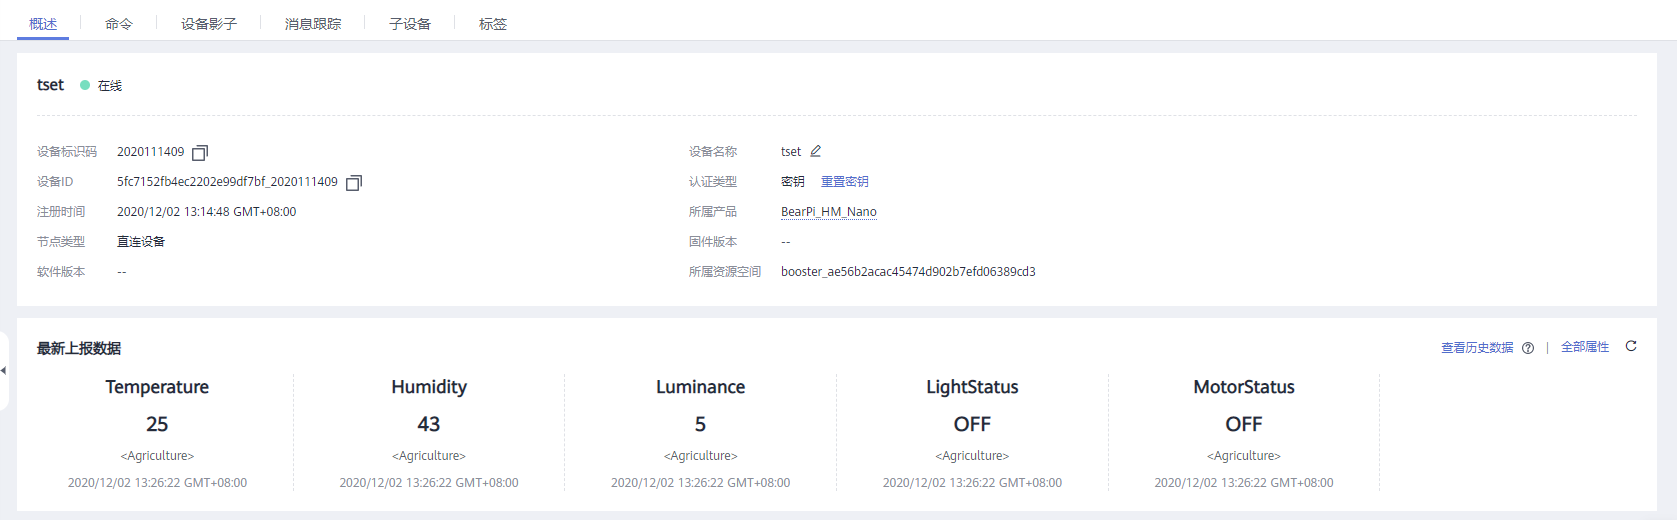 概述 命令 设备影子 消息跟踪 子设备 标签
tset 在线
设备标识码 2020111409 设备名称 tset
设备ID 5fc7152fb4ec2202e99df7bf_2020111409 认证类型 密钥 重置密钥
注册时间 2020/12/02 13:14:48 GMT+08:00 所属产品 BearPi_HM_Nano
节点类型 直连设备 固件版本 --
软件版本 -- 所属资源空间 booster_ae56b2acac45474d902b7efd06389cd3
最新上报数据 查看历史数据 | 全部属性
Temperature Humidity Luminance LightStatus MotorStatus
25 43 5 OFF OFF
<Agriculture> <Agriculture> <Agriculture> <Agriculture> <Agriculture>
2020/12/02 13:26:22 GMT+08:00 2020/12/02 13:26:22 GMT+08:00 2020/12/02 13:26:22 GMT+08:00 2020/12/02 13:26:22 GMT+08:00 2020/12/02 13:26:22 GMT+08:00